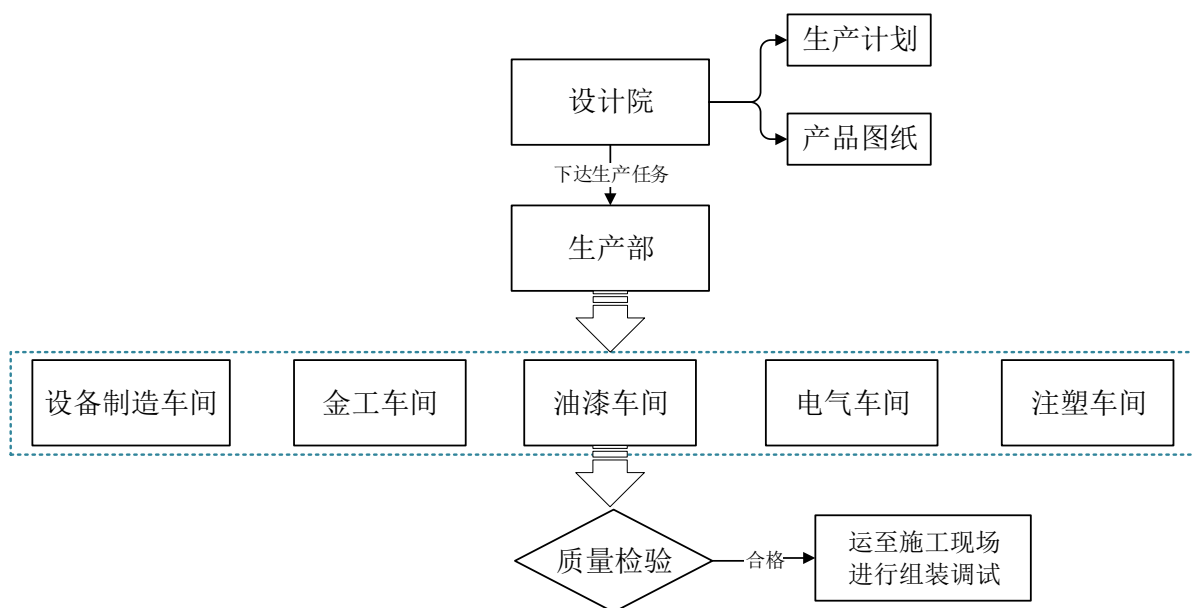 生产计划
设计院
产品图纸
下达生产任务
生产部
设备制造车间
金工车间
油漆车间
电气车间
注塑车间
质量检验
合格
运至施工现场
进行组装调试